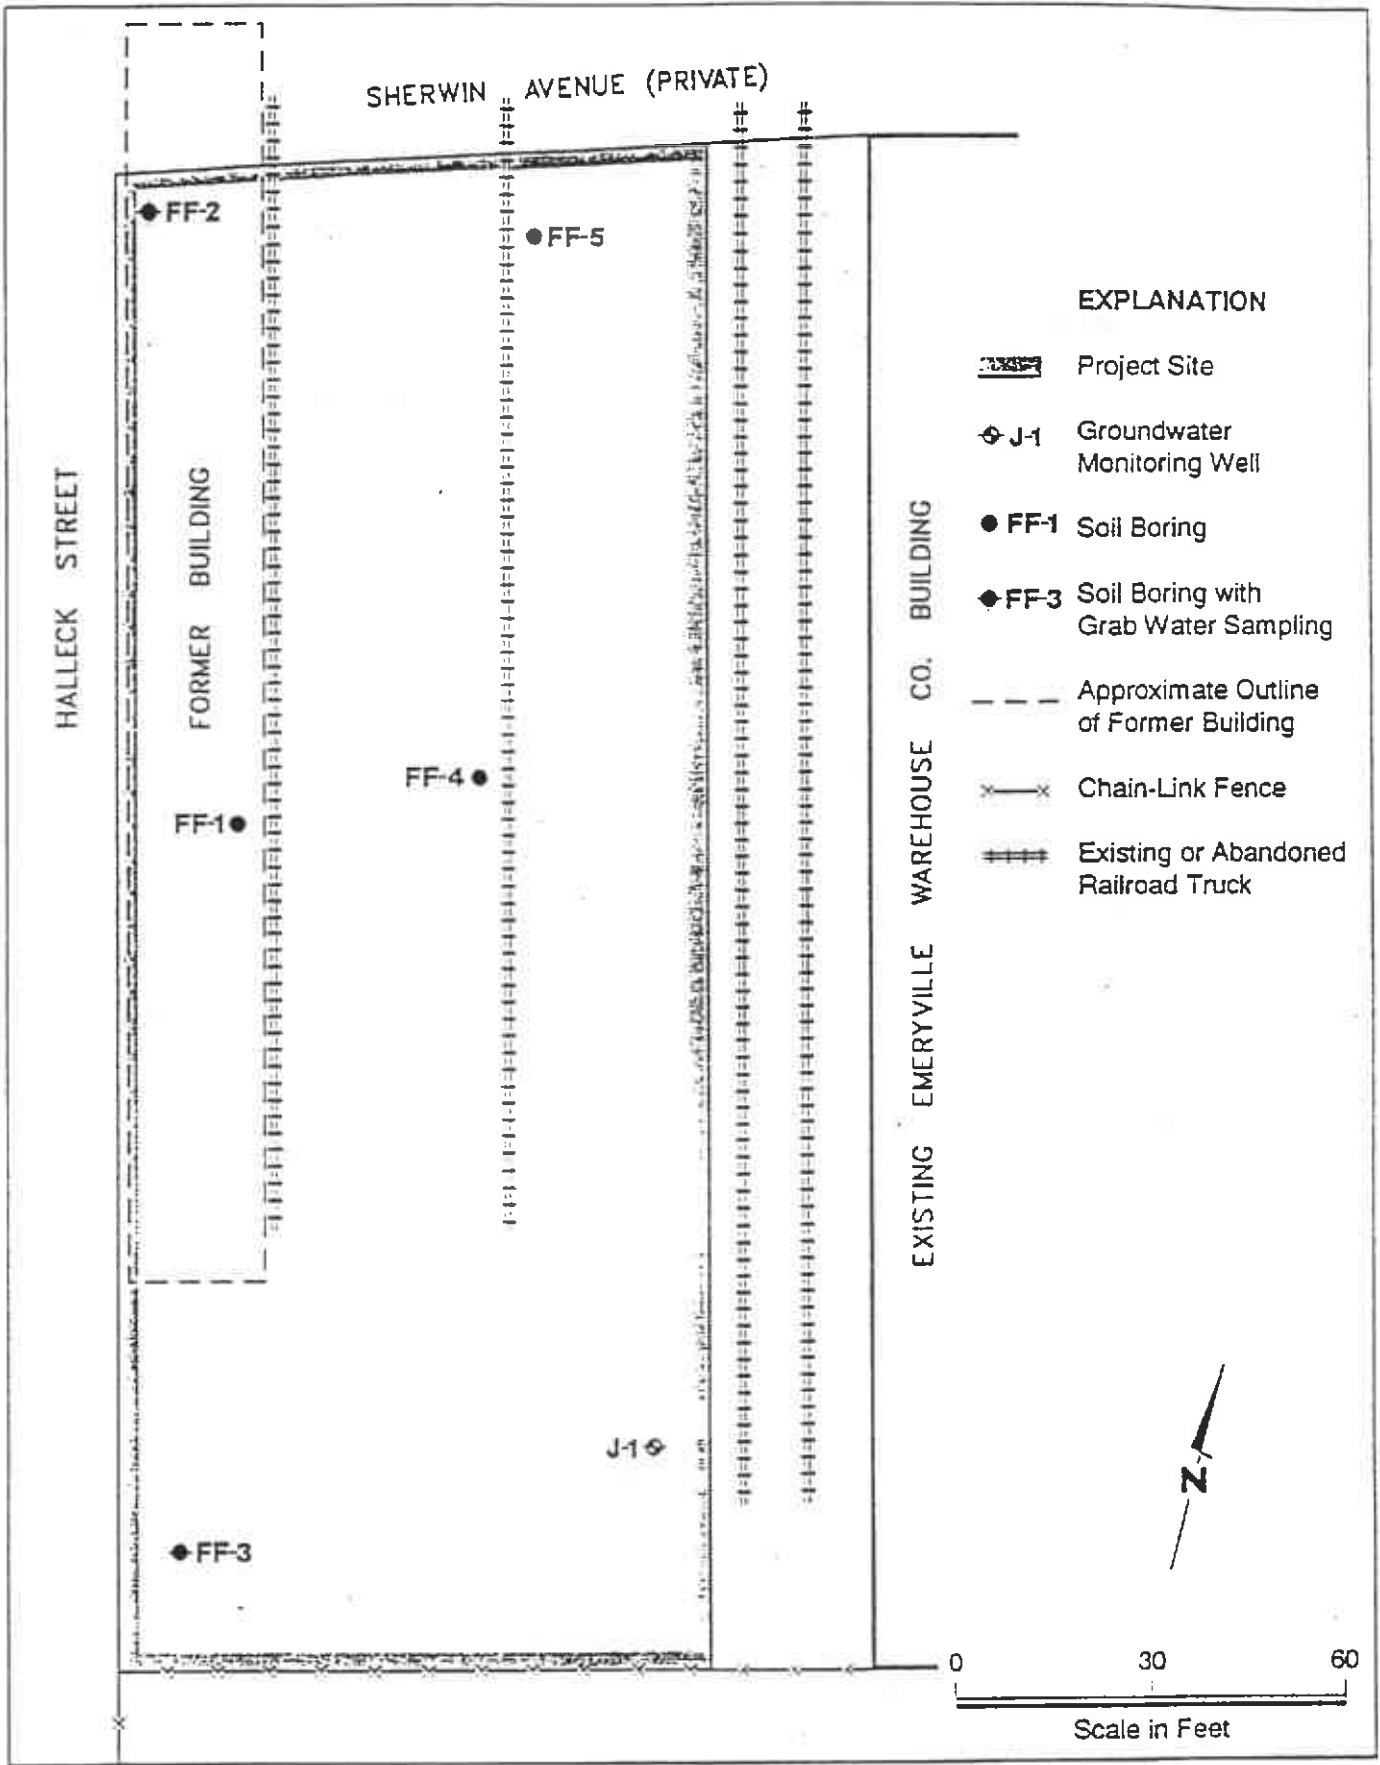 SHERWIN AVENUE (PRIVATE)
FF-2
FF-5
HALLECK STREET
FORMER BUILDING
FF-4
FF-1
J-1
FF-3
EXISTING EMERYVILLE WAREHOUSE CO. BUILDING
EXPLANATION
Project Site
J-1 Groundwater
Monitoring Well
FF-1 Soil Boring
FF-3 Soil Boring with
Grab Water Sampling
Approximate Outline
of Former Building
Chain-Link Fence
Existing or Abandoned
Railroad Truck
N
0 30 60
Scale in Feet